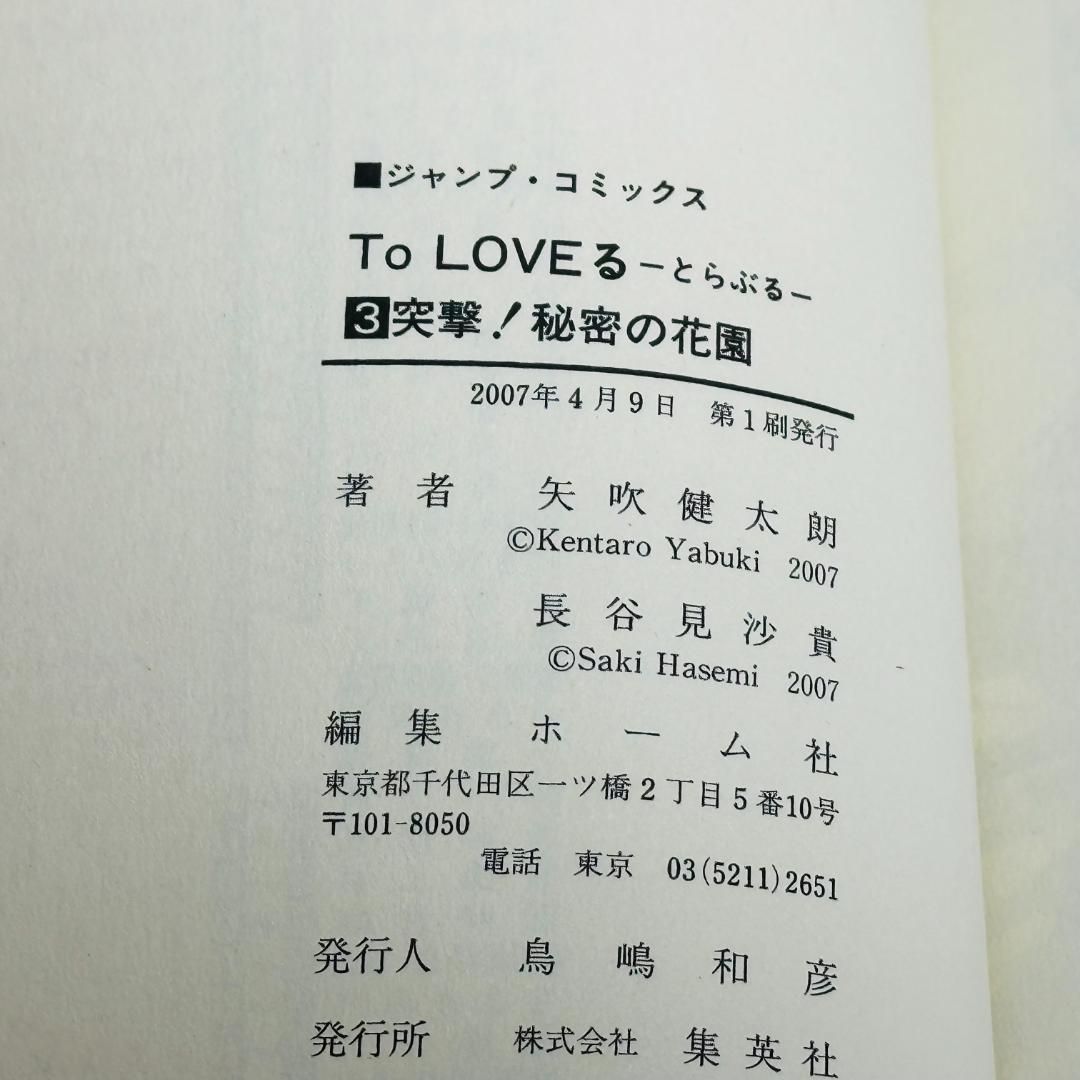 ■ジャンプ・コミックス
To LOVEる ーとらぶるー
3 突撃！秘密の花園
2007年4月9日 第1刷発行
著者 矢吹健太朗
©Kentaro Yabuki 2007
長谷見沙貴
©Saki Hasemi 2007
編集 ホーム社
東京都千代田区一ツ橋2丁目5番10号
〒101-8050
電話 東京 03(5211)2651
発行人 鳥嶋和彦
発行所 株式会社 集英社